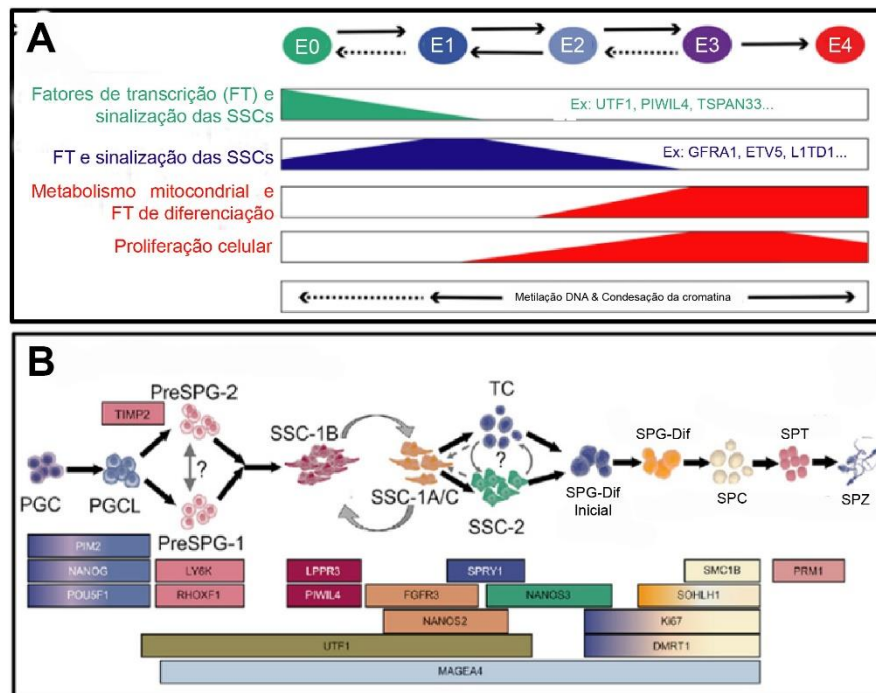 A
E0 E1 E2 E3 E4
Fatores de transcrição (FT) e
sinalização das SSCs
Ex: UTF1, PIWIL4, TSPAN33...
FT e sinalização das SSCs
Ex: GFRA1, ETV5, L1TD1...
Metabolismo mitocondrial e
FT de diferenciação
Proliferação celular
Metilação DNA & Condesação da cromatina
B
PreSPG-2
TIMP2
TC
SSC-1B
SPG-Dif
SPT
?
?
PGC
PGCL
SSC-1A/C
SPG-Dif
Inicial
SPC
SPZ
SSC-2
PreSPG-1
PIM2
NANOG
POU5F1
LY6K
RHOXF1
LPPR3
PIWIL4
SPRY1
FGFR3
NANOS3
NANOS2
SMC1B
SOHLH1
PRM1
Ki67
DMRT1
UTF1
MAGEA4